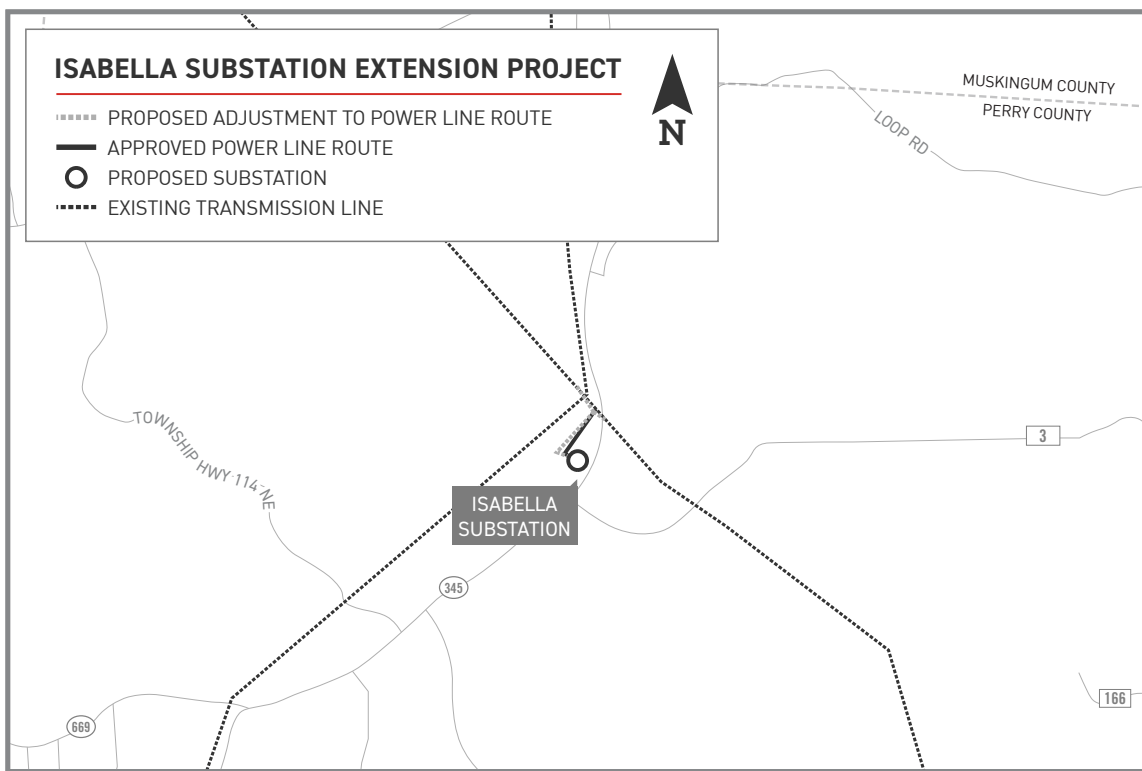 ISABELLA SUBSTATION EXTENSION PROJECT
PROPOSED ADJUSTMENT TO POWER LINE ROUTE
APPROVED POWER LINE ROUTE
PROPOSED SUBSTATION
EXISTING TRANSMISSION LINE
N
MUSKINGUM COUNTY
PERRY COUNTY
LOOP RD
TOWNSHIP HWY 114 NE
3
ISABELLA
SUBSTATION
345
669
166